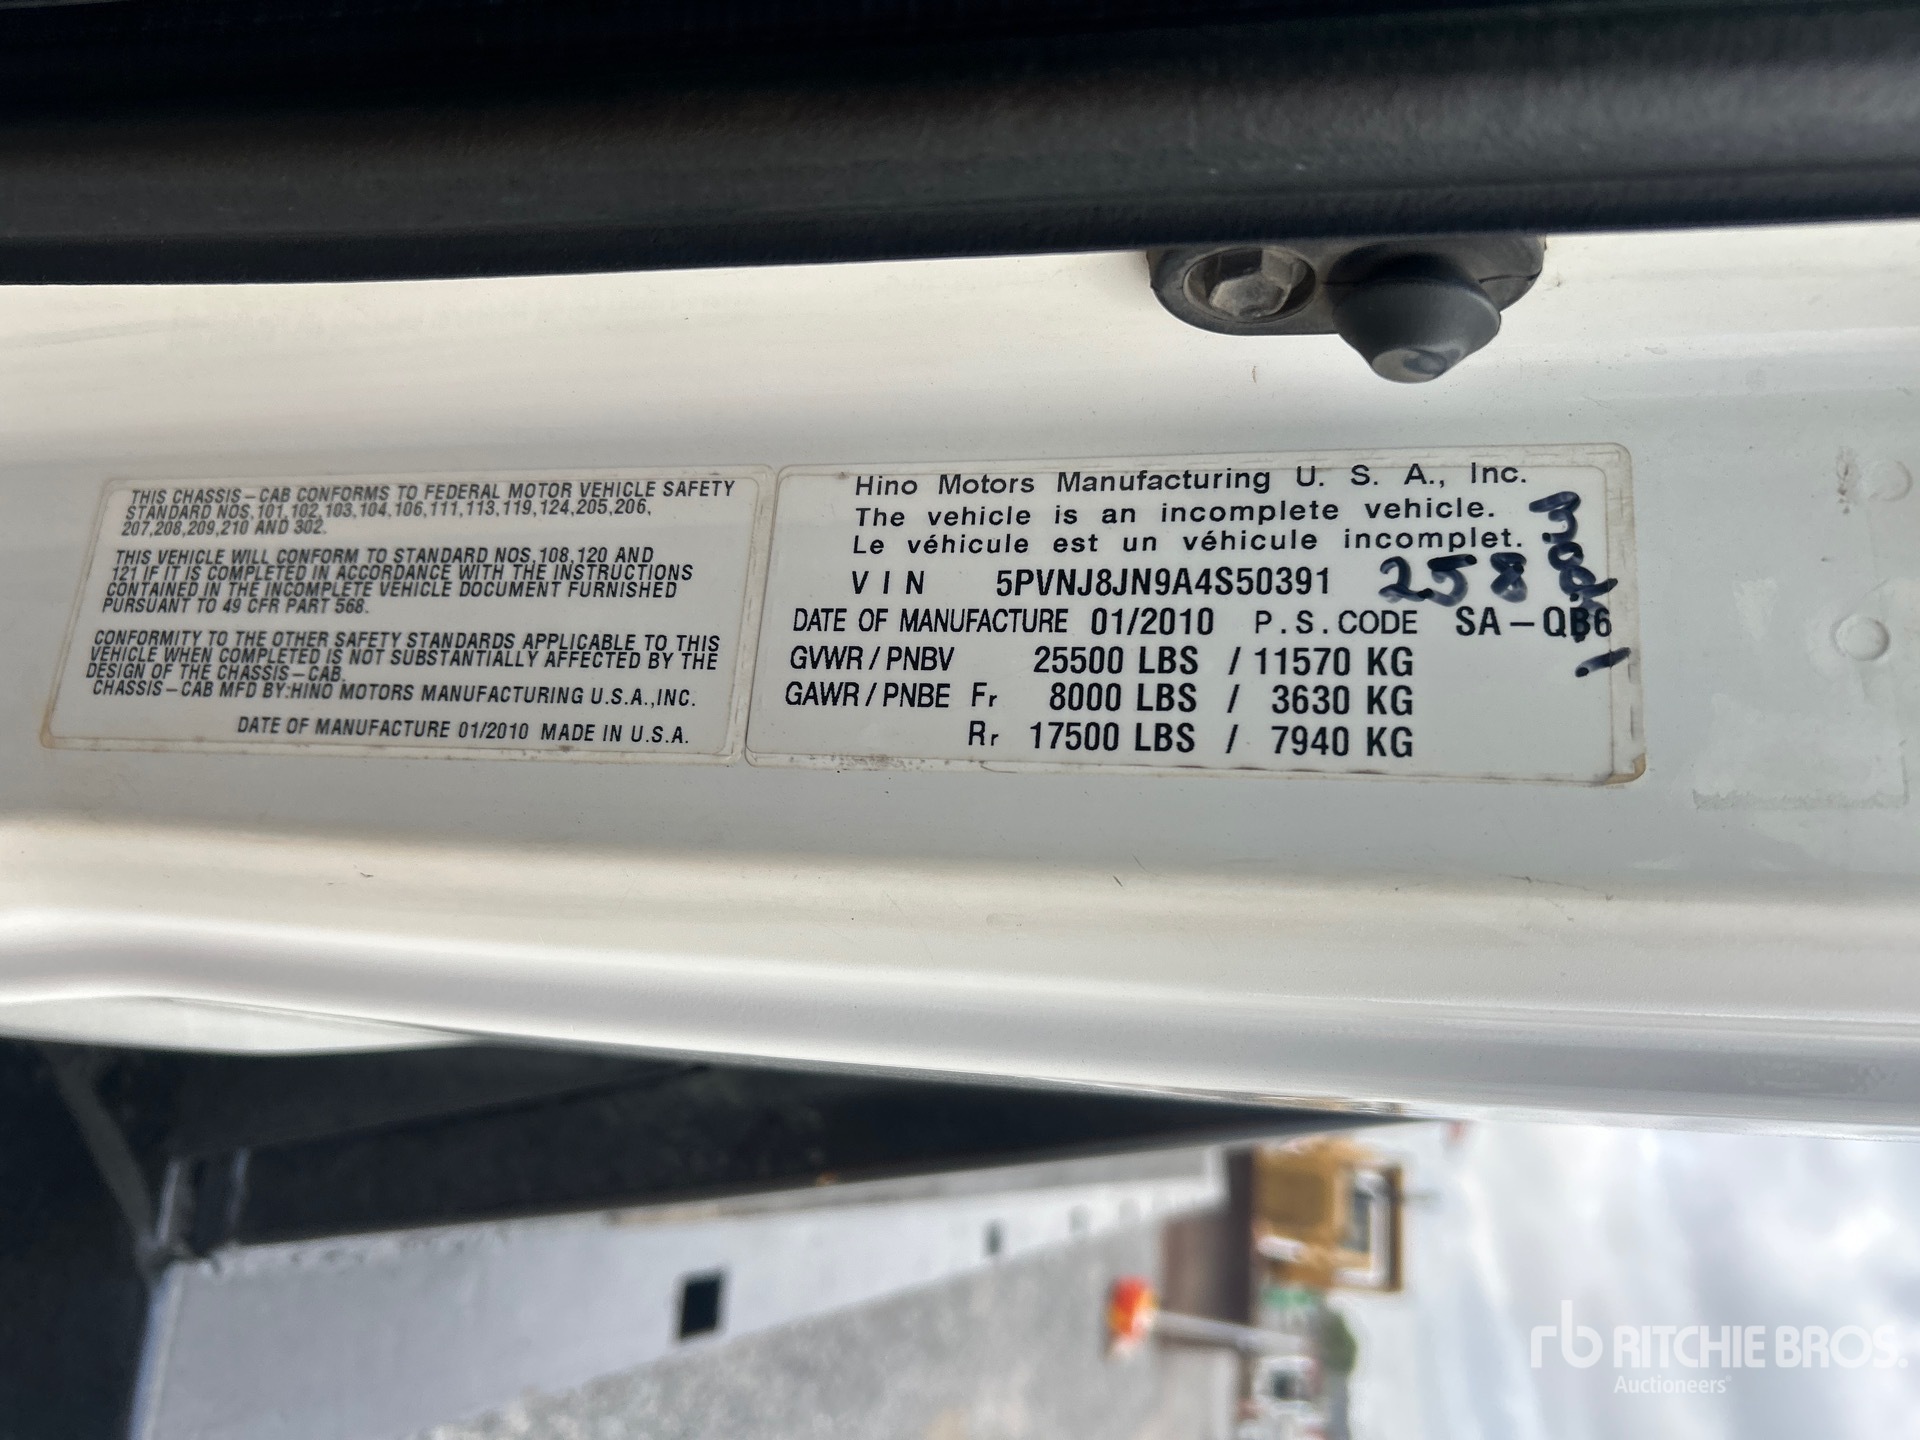 THIS CHASSIS-CAB CONFORMS TO FEDERAL MOTOR VEHICLE SAFETY
STANDARD NOS,101,102,103,104,106,111,113,119,124,205,206,
207,208,209,210 AND 302.
THIS VEHICLE WILL CONFORM TO STANDARD NOS,108,120 AND
121 IF IT IS COMPLETED IN ACCORDANCE WITH THE INSTRUCTIONS
CONTAINED IN THE INCOMPLETE VEHICLE DOCUMENT FURNISHED
PURSUANT TO 49 CFR PART 568.
CONFORMITY TO THE OTHER SAFETY STANDARDS APPLICABLE TO THIS
VEHICLE WHEN COMPLETED IS NOT SUBSTANTIALLY AFFECTED BY THE
DESIGN OF THE CHASSIS-CAB.
CHASSIS-CAB MFD BY:HINO MOTORS MANUFACTURING U.S.A.,INC.
DATE OF MANUFACTURE 01/2010 MADE IN U.S.A.
Hino Motors Manufacturing U. S. A., Inc.
The vehicle is an incomplete vehicle.
Le véhicule est un véhicule incomplet.
VIN 5PVNJ8JN9A4S50391 258
DATE OF MANUFACTURE 01/2010 P.S.CODE SA-QB6
GVWR/PNBV 25500 LBS / 11570 KG
GAWR/PNBE Fr 8000 LBS / 3630 KG
Rr 17500 LBS / 7940 KG
rb RITCHIE BROS.
Auctioneers